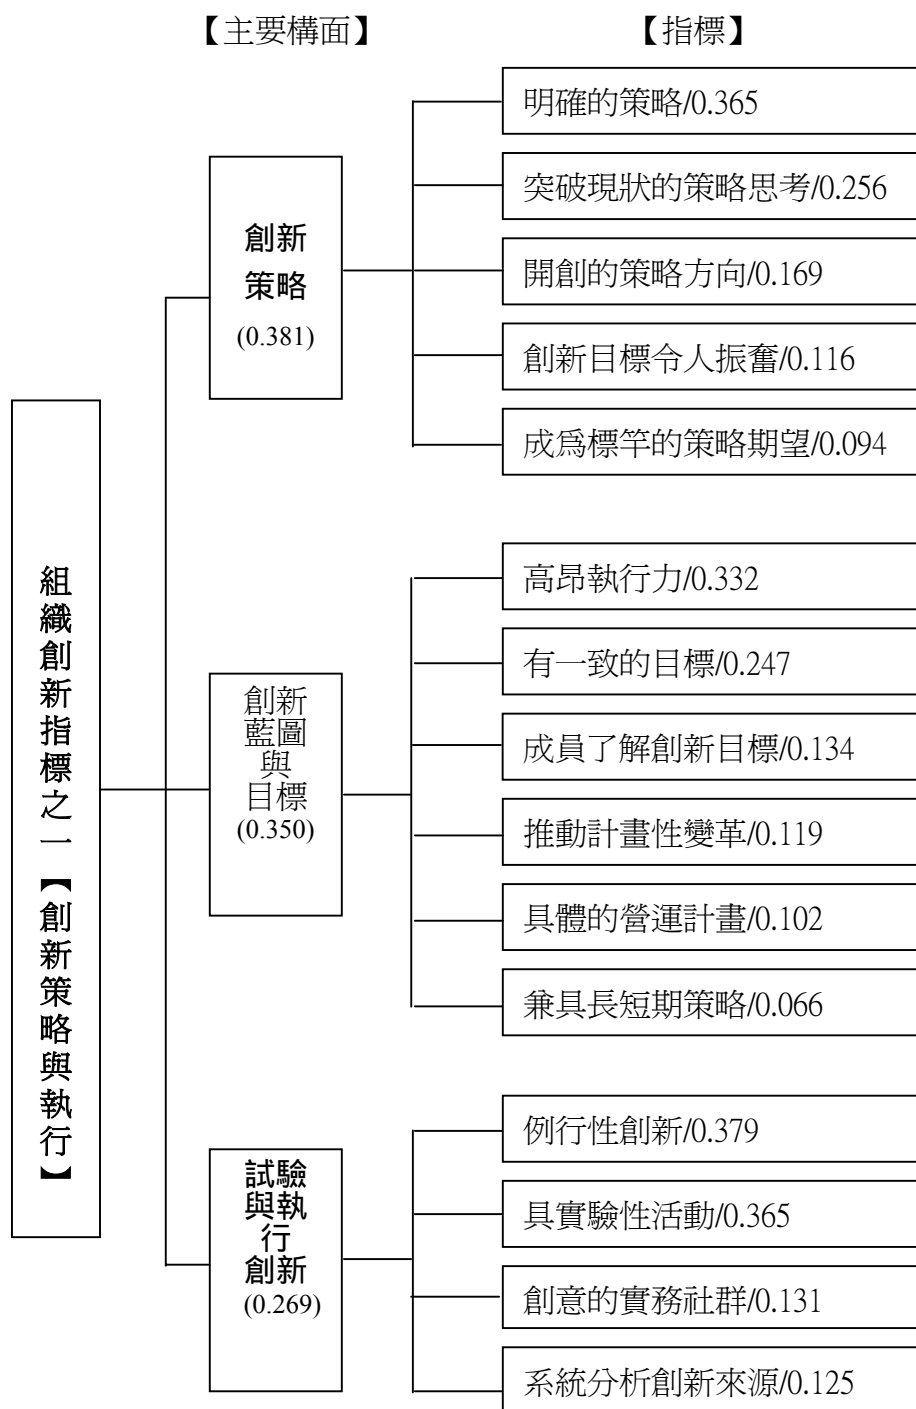 【主要構面】
【指標】
組織創新指標之一【創新策略與執行】
創新
策略
(0.381)
明確的策略/0.365
突破現狀的策略思考/0.256
開創的策略方向/0.169
創新目標令人振奮/0.116
成為標竿的策略期望/0.094
創新
藍圖
與
目標
(0.350)
高昂執行力/0.332
有一致的目標/0.247
成員了解創新目標/0.134
推動計畫性變革/0.119
具體的營運計畫/0.102
兼具長短期策略/0.066
試驗
與執
行
創新
(0.269)
例行性創新/0.379
具實驗性活動/0.365
創意的實務社群/0.131
系統分析創新來源/0.125